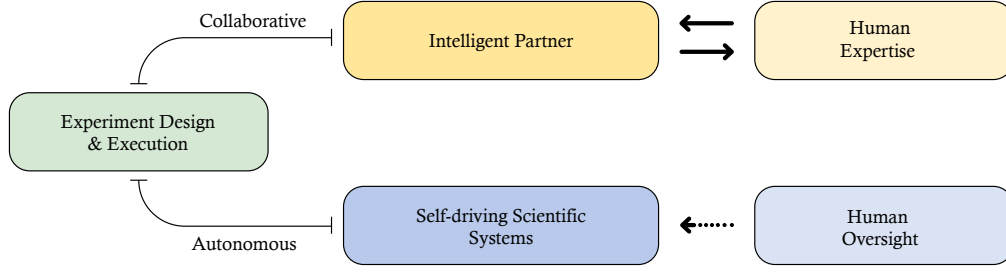 Collaborative
Intelligent Partner
Human
Expertise
Experiment Design
& Execution
Self-driving Scientific
Systems
Human
Oversight
Autonomous